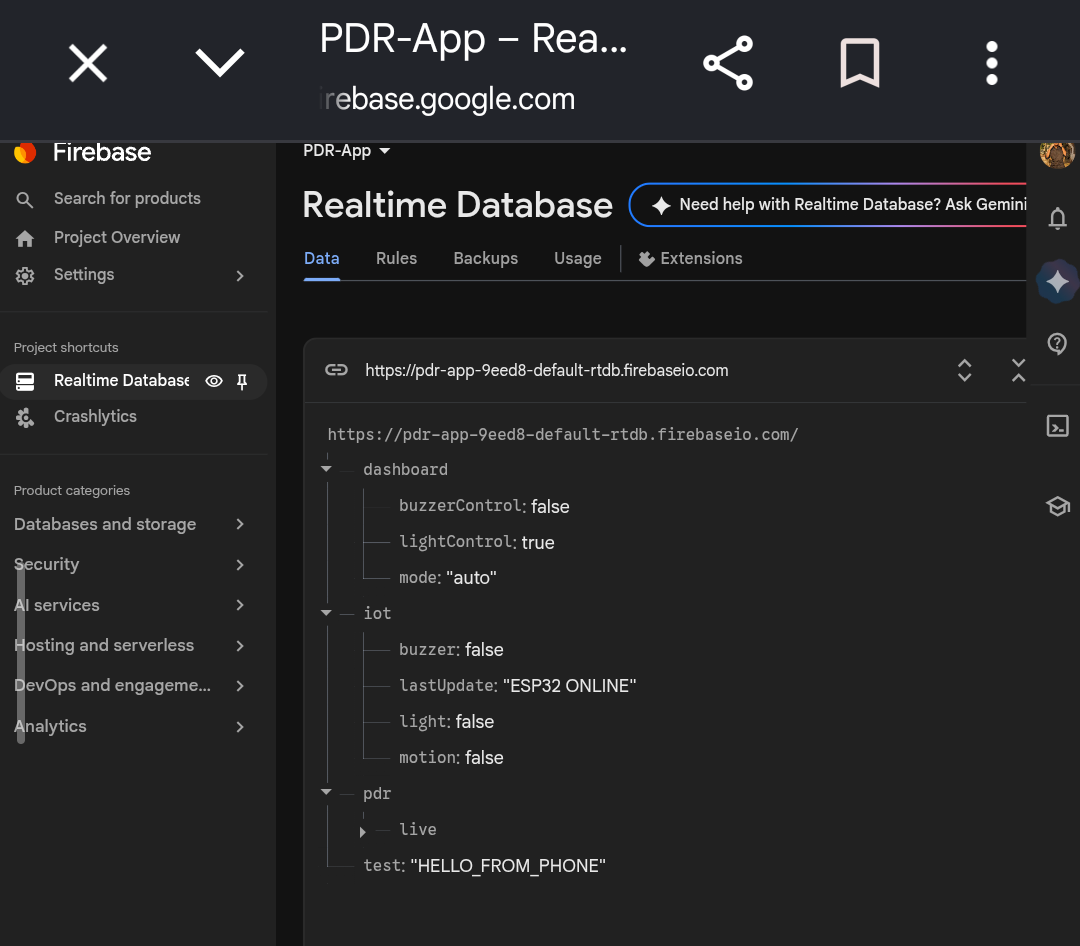 PDR-App – Rea...
irebase.google.com
Firebase
PDR-App
Search for products
Realtime Database
Need help with Realtime Database? Ask Gemini
Project Overview
Data
Rules
Backups
Usage
Extensions
Settings
Project shortcuts
Realtime Database
Crashlytics
https://pdr-app-9eed8-default-rtdb.firebaseio.com
https://pdr-app-9eed8-default-rtdb.firebaseio.com/
dashboard
buzzerControl: false
lightControl: true
mode: "auto"
iot
buzzer: false
lastUpdate: "ESP32 ONLINE"
light: false
motion: false
pdr
live
test: "HELLO_FROM_PHONE"
Product categories
Databases and storage
Security
AI services
Hosting and serverless
DevOps and engageme...
Analytics